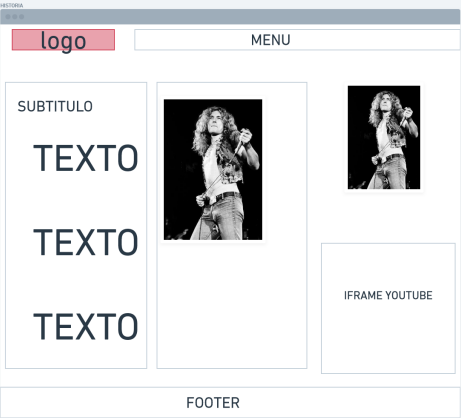 HISTORIA
logo
MENU
SUBTITULO
TEXTO
TEXTO
TEXTO
IFRAME YOUTUBE
FOOTER